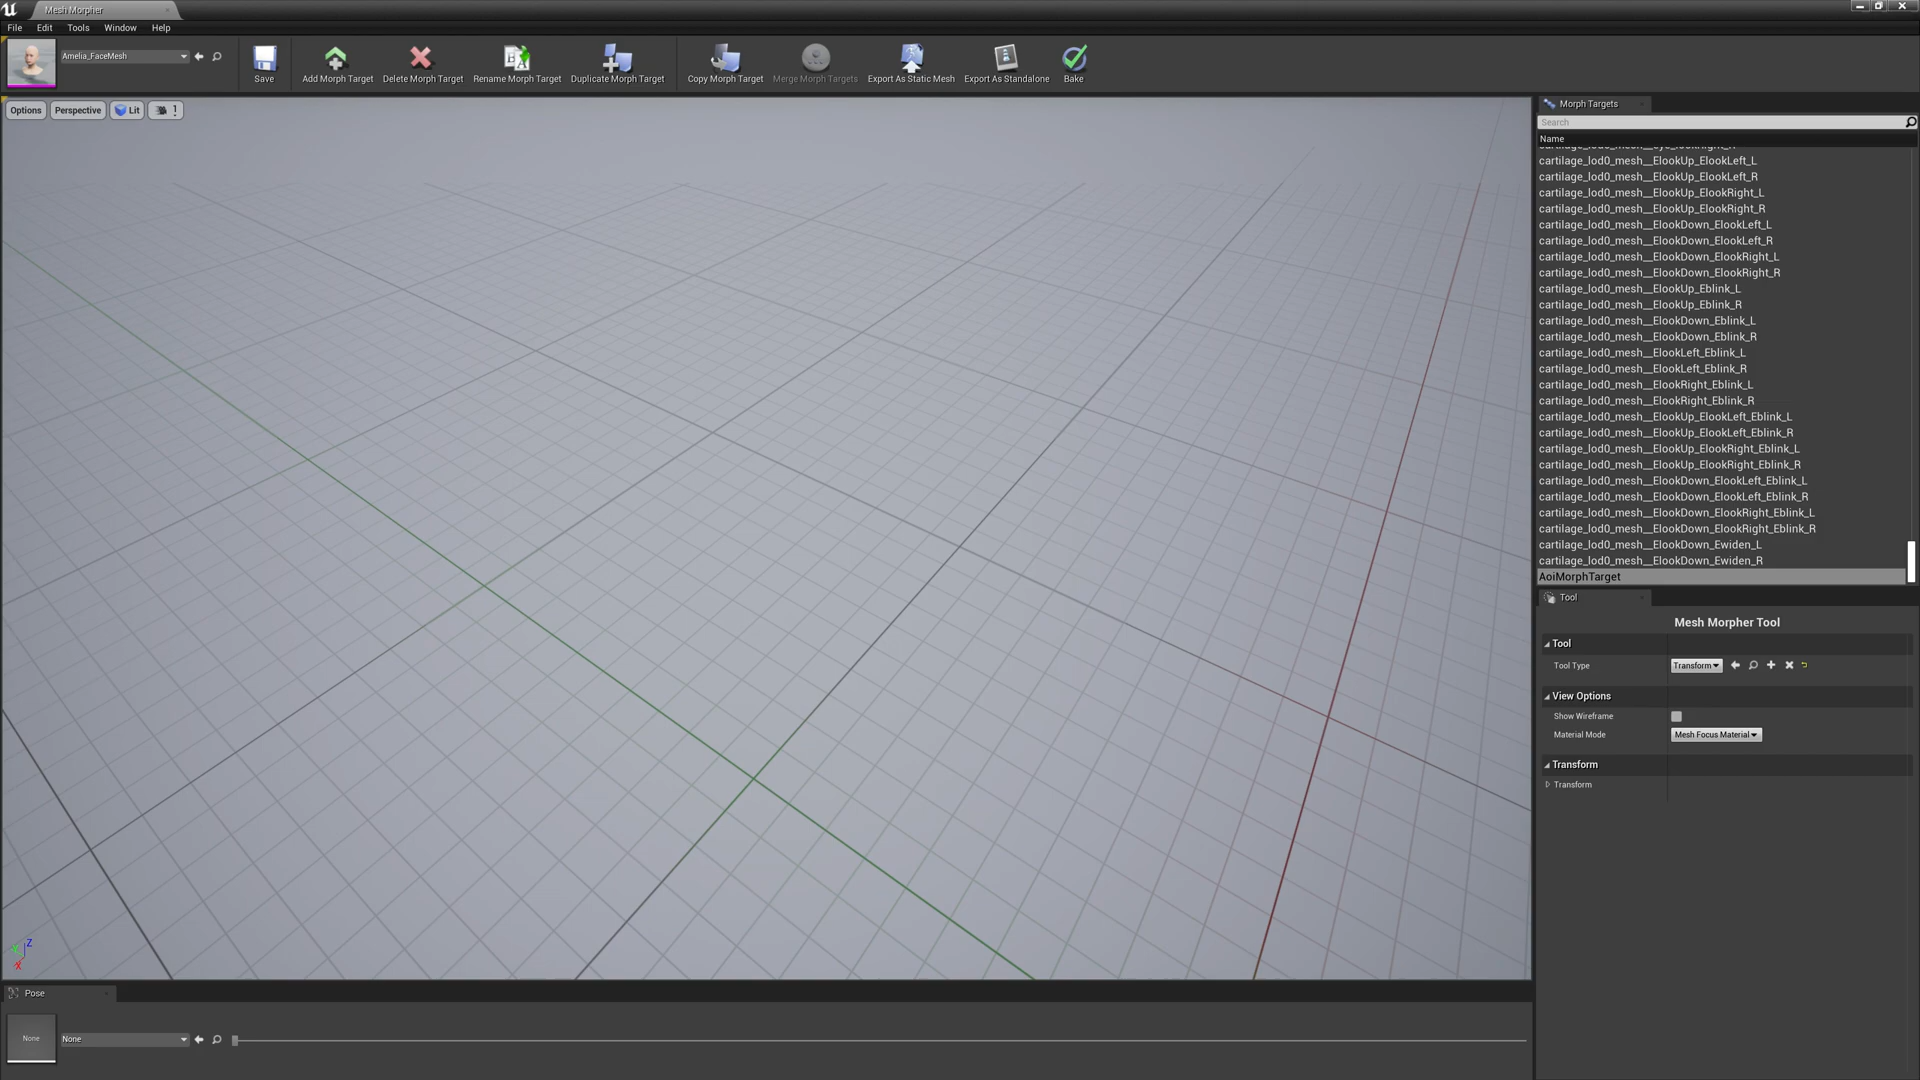 Mesh Morpher
File Edit Tools Window Help
Amelia_FaceMesh
Save
Add Morph Target
Delete Morph Target
Rename Morph Target
Duplicate Morph Target
Copy Morph Target
Merge Morph Targets
Export As Static Mesh
Export As Standalone
Bake
Options
Perspective
Lit
1
Morph Targets
Search
Name
cartilage_lod0_mesh__ElookUp_ElookLeft_L
cartilage_lod0_mesh__ElookUp_ElookLeft_R
cartilage_lod0_mesh__ElookUp_ElookRight_L
cartilage_lod0_mesh__ElookUp_ElookRight_R
cartilage_lod0_mesh__ElookDown_ElookLeft_L
cartilage_lod0_mesh__ElookDown_ElookLeft_R
cartilage_lod0_mesh__ElookDown_ElookRight_L
cartilage_lod0_mesh__ElookDown_ElookRight_R
cartilage_lod0_mesh__ElookUp_Eblink_L
cartilage_lod0_mesh__ElookUp_Eblink_R
cartilage_lod0_mesh__ElookDown_Eblink_L
cartilage_lod0_mesh__ElookDown_Eblink_R
cartilage_lod0_mesh__ElookLeft_Eblink_L
cartilage_lod0_mesh__ElookLeft_Eblink_R
cartilage_lod0_mesh__ElookRight_Eblink_L
cartilage_lod0_mesh__ElookRight_Eblink_R
cartilage_lod0_mesh__ElookUp_ElookLeft_Eblink_L
cartilage_lod0_mesh__ElookUp_ElookLeft_Eblink_R
cartilage_lod0_mesh__ElookUp_ElookRight_Eblink_L
cartilage_lod0_mesh__ElookUp_ElookRight_Eblink_R
cartilage_lod0_mesh__ElookDown_ElookLeft_Eblink_L
cartilage_lod0_mesh__ElookDown_ElookLeft_Eblink_R
cartilage_lod0_mesh__ElookDown_ElookRight_Eblink_L
cartilage_lod0_mesh__ElookDown_ElookRight_Eblink_R
cartilage_lod0_mesh__ElookDown_Ewiden_L
cartilage_lod0_mesh__ElookDown_Ewiden_R
AoiMorphTarget
Tool
Mesh Morpher Tool
Tool
Tool Type
Transform
View Options
Show Wireframe
Material Mode
Mesh Focus Material
Transform
Transform
Z
X
Pose
None
None